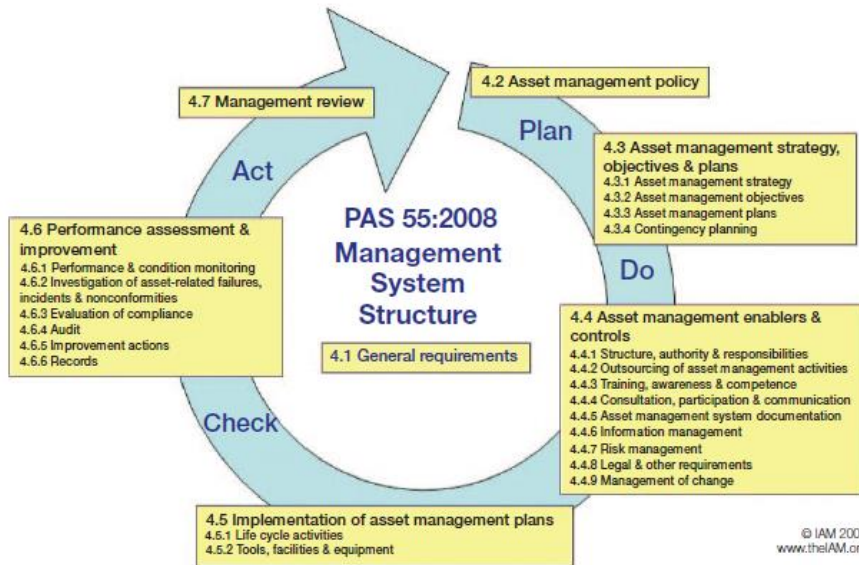 4.7 Management review
4.2 Asset management policy
Plan
Act
4.3 Asset management strategy,
objectives & plans
4.3.1 Asset management strategy
4.3.2 Asset management objectives
4.3.3 Asset management plans
4.3.4 Contingency planning
PAS 55:2008
Management
System
Structure
4.1 General requirements
4.6 Performance assessment &
improvement
4.6.1 Performance & condition monitoring
4.6.2 Investigation of asset-related failures,
incidents & nonconformities
4.6.3 Evaluation of compliance
4.6.4 Audit
4.6.5 Improvement actions
4.6.6 Records
Do
4.4 Asset management enablers &
controls
4.4.1 Structure, authority & responsibilities
4.4.2 Outsourcing of asset management activities
4.4.3 Training, awareness & competence
4.4.4 Consultation, participation & communication
4.4.5 Asset management system documentation
4.4.6 Information management
4.4.7 Risk management
4.4.8 Legal & other requirements
4.4.9 Management of change
Check
4.5 Implementation of asset management plans
4.5.1 Life cycle activities
4.5.2 Tools, facilities & equipment
© IAM 200
www.theIAM.or